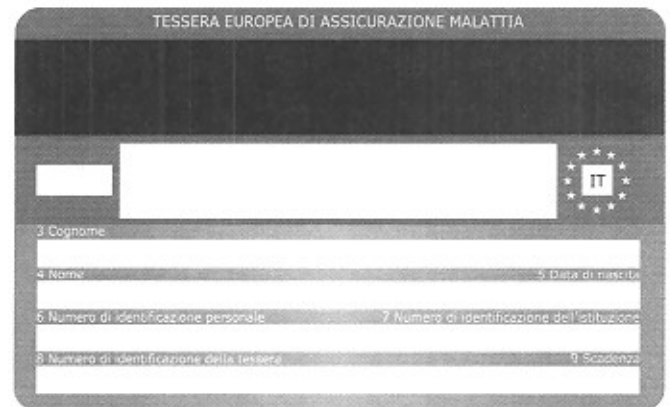 TESSERA EUROPEA DI ASSICURAZIONE MALATTIA
IT
3 Cognome
4 Nome 5 Data di nascita
6 Numero di identificazione personale 7 Numero di identificazione dell'istituzione
8 Numero di identificazione della tessera 9 Scadenza